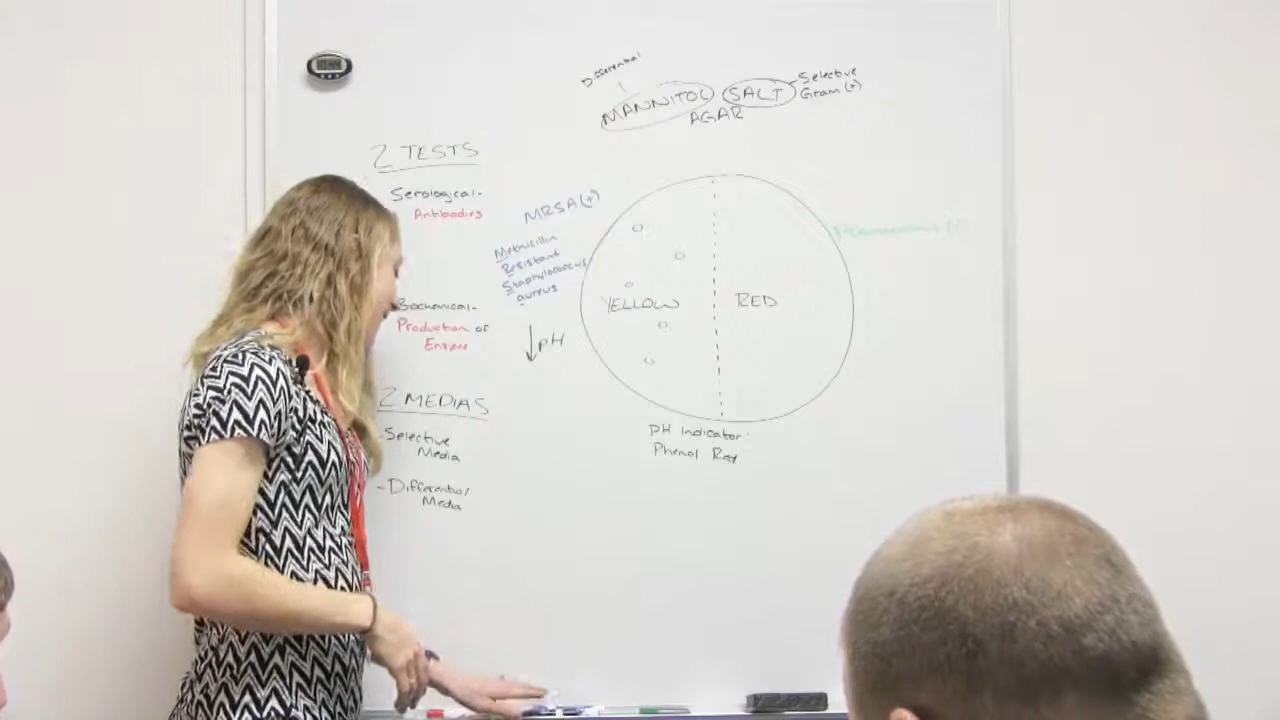 Differential
MANNITOL SALT
AGAR
Selective
Gram (+)
2 TESTS
Serological-
Antibodies
Biochemical-
Production of
Enzyme
2 MEDIAS
-Selective
Media
-Differential
Media
MRSA (+)
Methicillin
Resistant
Staphylococcus
aureus
↓ pH
YELLOW
RED
PH Indicator-
Phenol Red